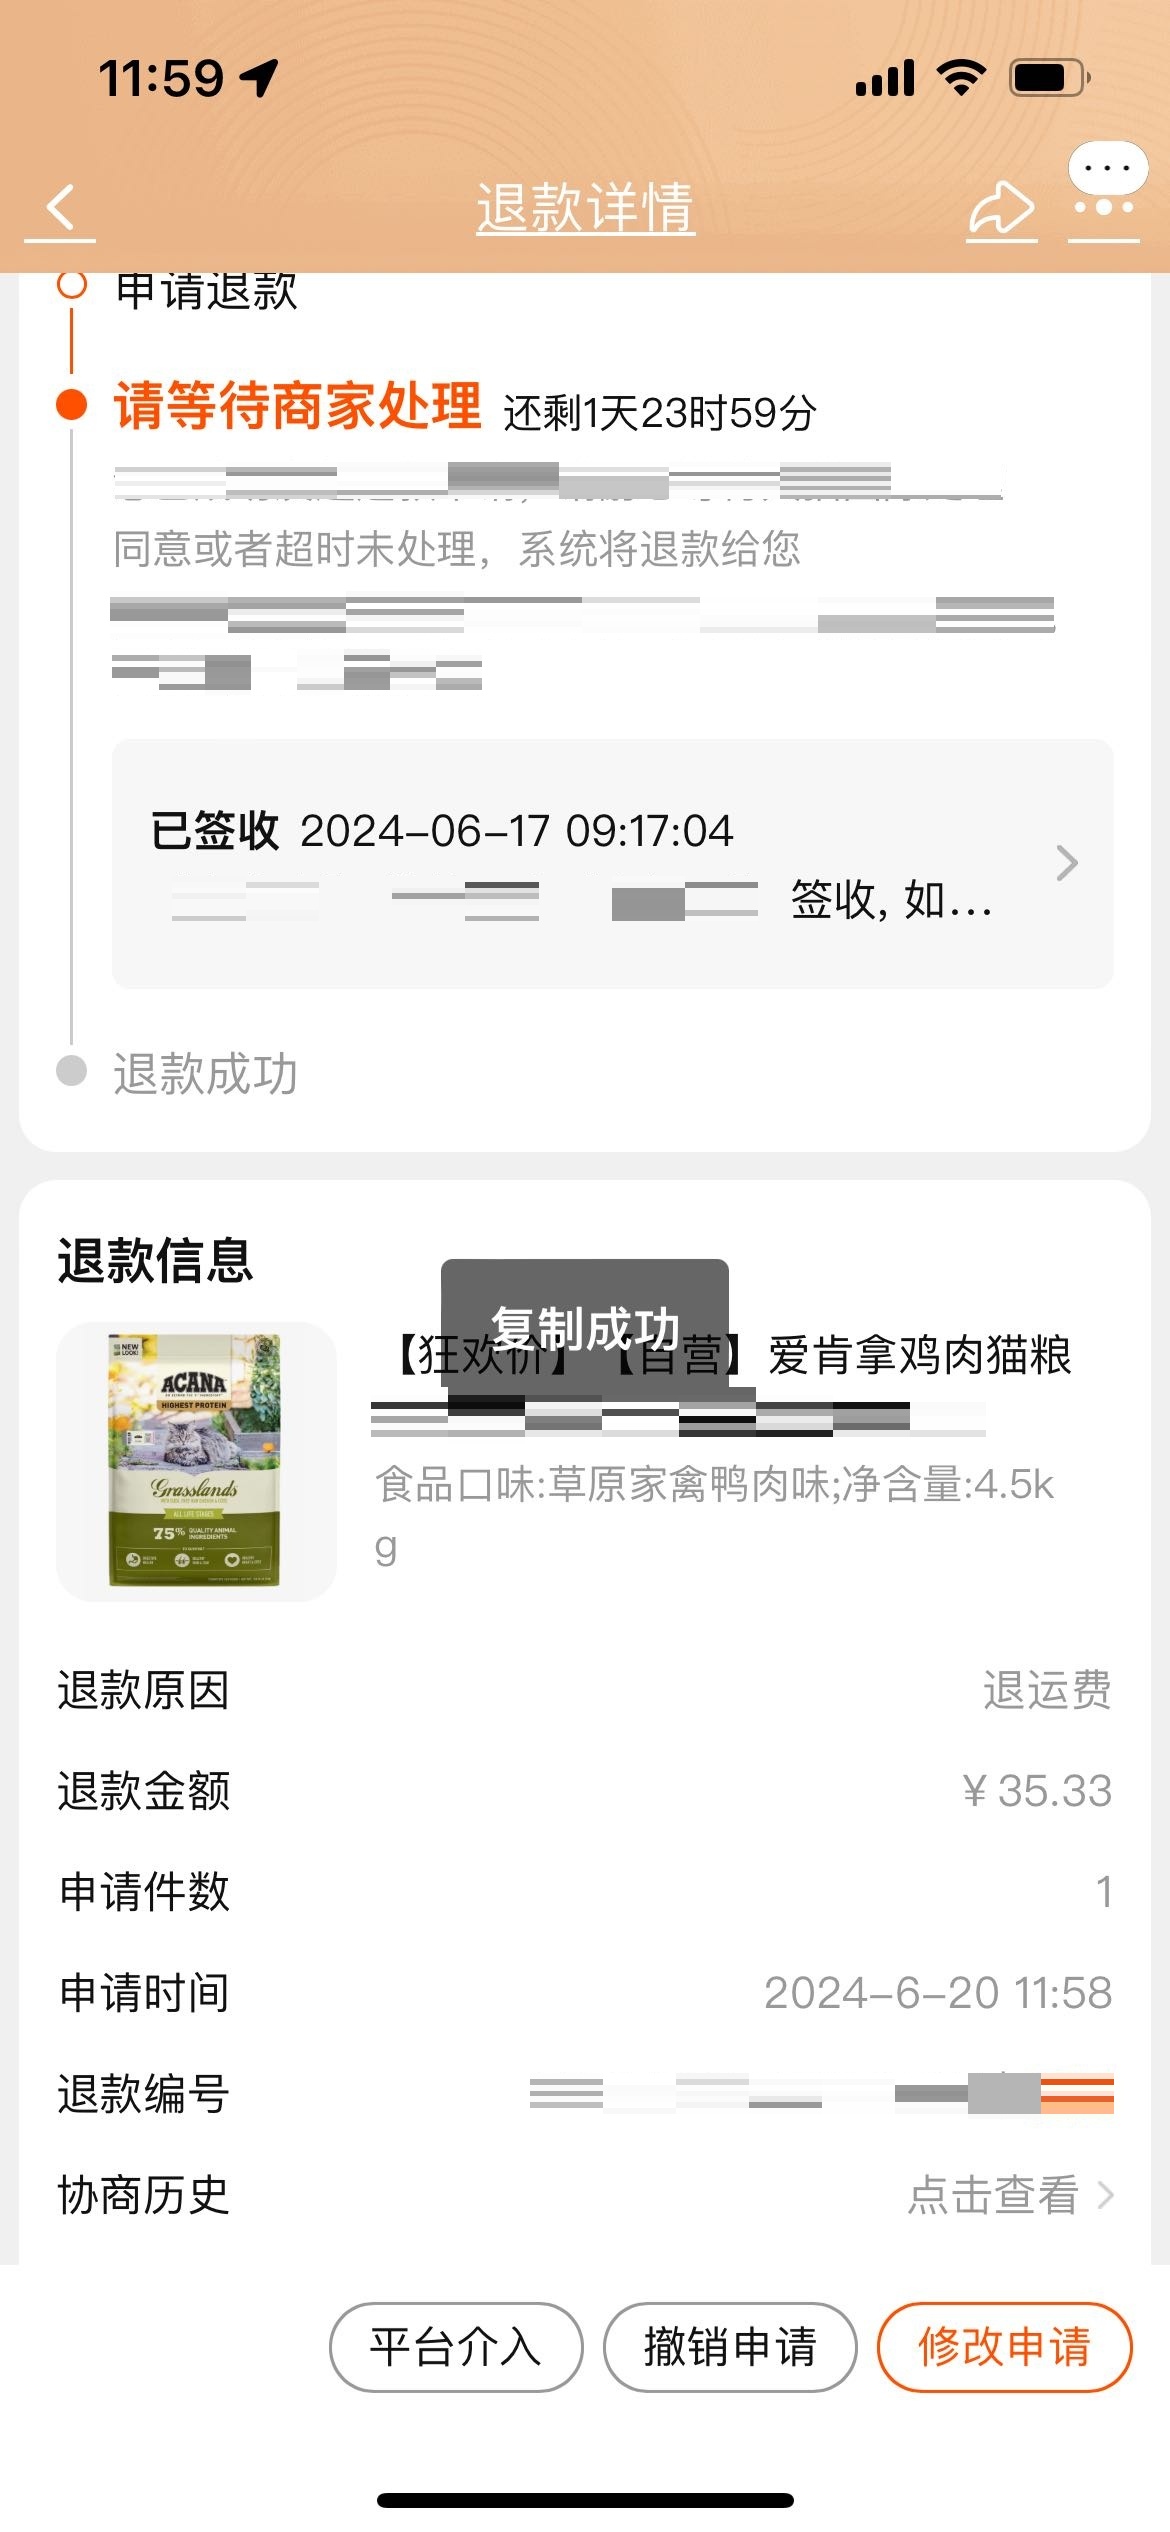 11:59
退款详情
申请退款
请等待商家处理 还剩1天23时59分
同意或者超时未处理，系统将退款给您
已签收 2024-06-17 09:17:04
签收, 如...
退款成功
退款信息
复制成功
【狂欢价】【自营】爱肯拿鸡肉猫粮
食品口味:草原家禽鸭肉味;净含量:4.5k
g
NEW LOOK!
ACANA
HIGHEST PROTEIN
Grasslands
ALL LIFE STAGES
75% QUALITY ANIMAL INGREDIENTS
退款原因 退运费
退款金额 ¥35.33
申请件数 1
申请时间 2024-6-20 11:58
退款编号
协商历史 点击查看
平台介入 撤销申请 修改申请